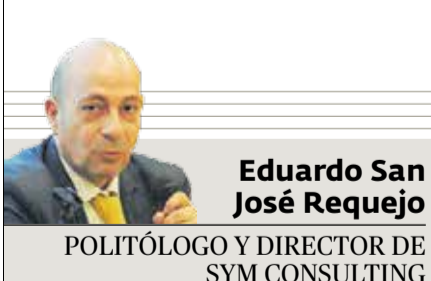 Eduardo San
José Requejo
POLITÓLOGO Y DIRECTOR DE
SYM CONSULTING